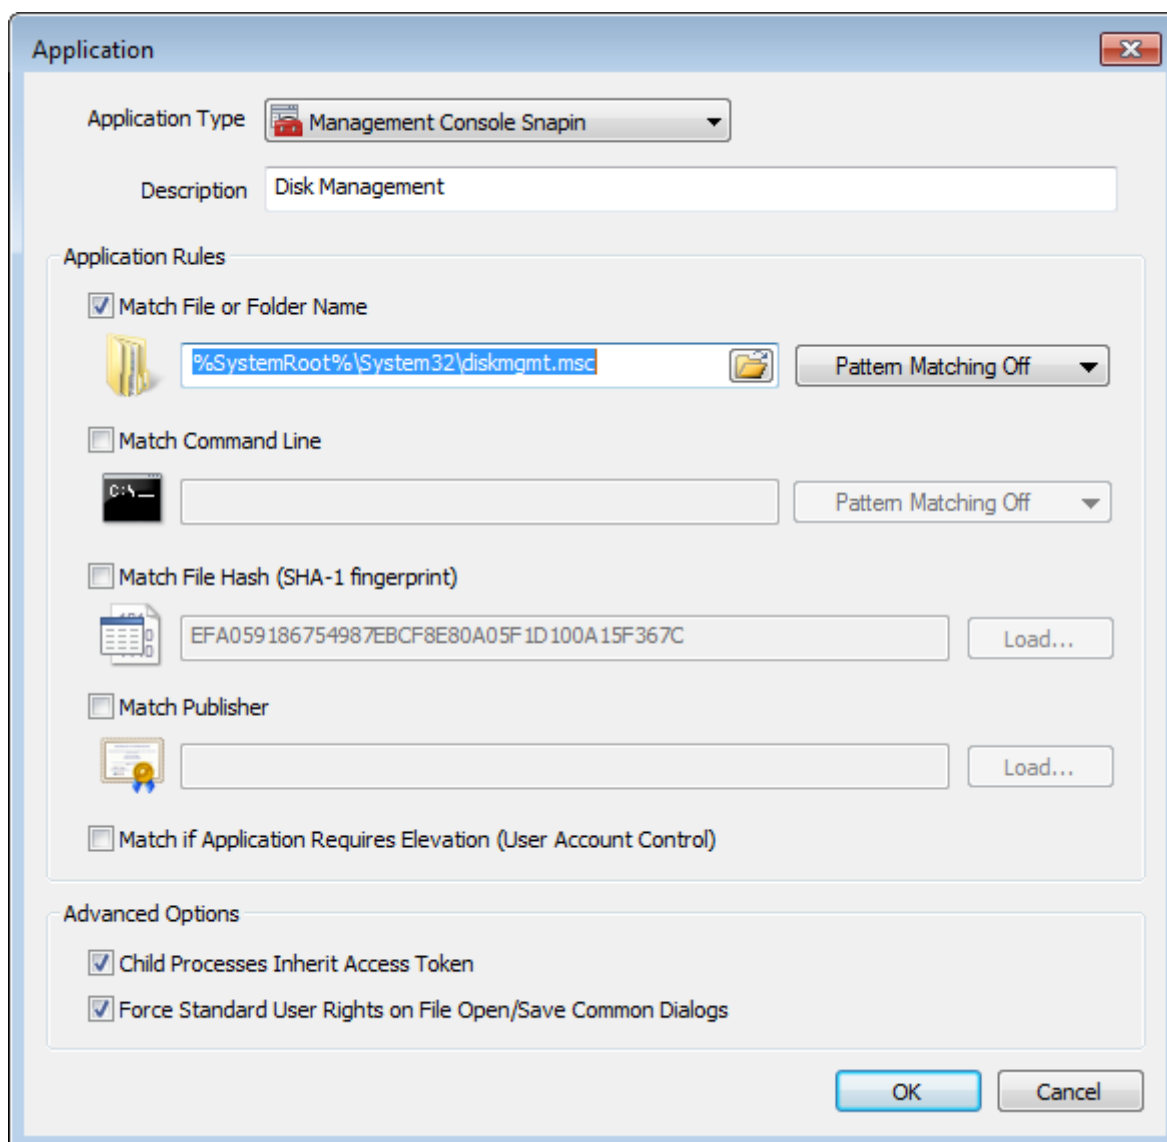 Application
Application Type Management Console Snapin
Description Disk Management
Application Rules
Match File or Folder Name
%SystemRoot%\System32\diskmgmt.msc Pattern Matching Off
Match Command Line
C:\ Pattern Matching Off
Match File Hash (SHA-1 fingerprint)
EFA059186754987EBCF8E80A05F1D100A15F367C Load...
Match Publisher
Load...
Match if Application Requires Elevation (User Account Control)
Advanced Options
Child Processes Inherit Access Token
Force Standard User Rights on File Open/Save Common Dialogs
OK Cancel